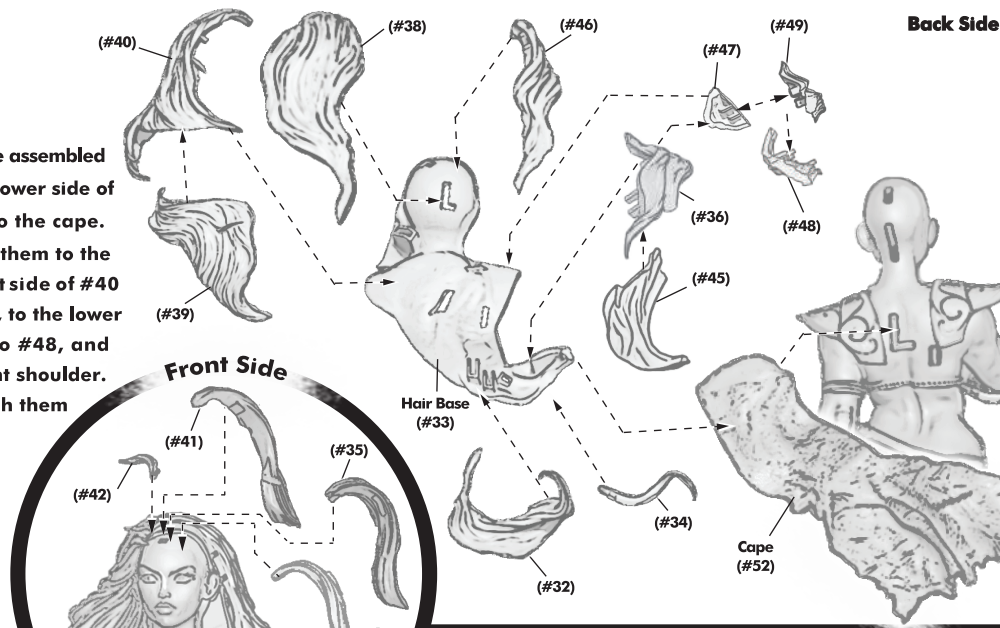 Back Side
(#40)
(#38)
(#46)
(#47)
(#49)
assembled
ower side of
o the cape.
them to the
t side of #40
, to the lower
o #48, and
nt shoulder.
h them
(#39)
(#36)
(#48)
(#45)
Hair Base
(#33)
(#34)
(#32)
Cape
(#52)
Front Side
(#41)
(#42)
(#35)